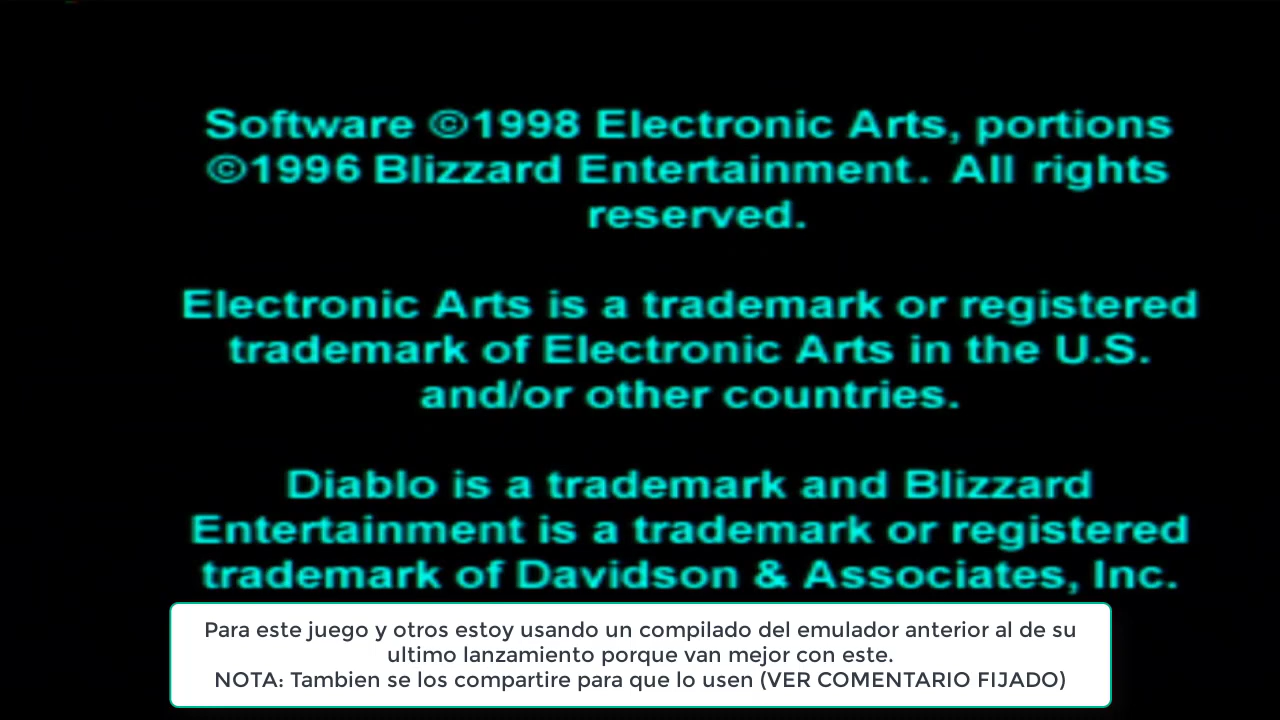 Software ©1998 Electronic Arts, portions
©1996 Blizzard Entertainment. All rights
reserved.
Electronic Arts is a trademark or registered
trademark of Electronic Arts in the U.S.
and/or other countries.
Diablo is a trademark and Blizzard
Entertainment is a trademark or registered
trademark of Davidson & Associates, Inc.
Para este juego y otros estoy usando un compilado del emulador anterior al de su
ultimo lanzamiento porque van mejor con este.
NOTA: Tambien se los compartire para que lo usen (VER COMENTARIO FIJADO)